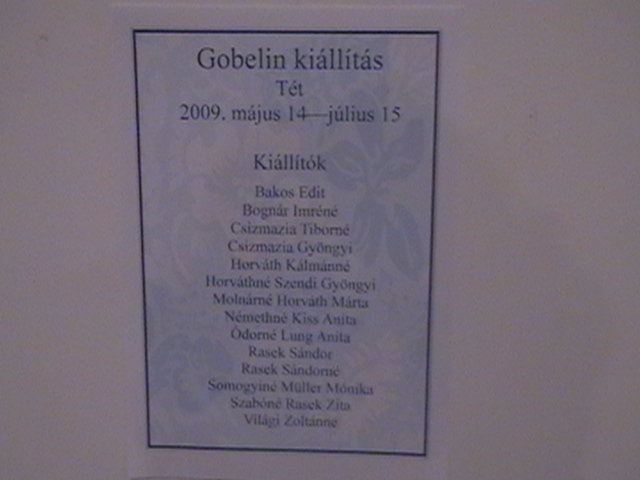 Gobelin kiállítás
Tét
2009. május 14—július 15
Kiállítók
Bakos Edit
Bognár Imréné
Csizmazia Tiborné
Csizmazia Gyöngyi
Horváth Kálmánné
Horváthné Szendi Gyöngyi
Molnárné Horváth Márta
Némethné Kiss Anita
Ódorné Lung Anita
Rasek Sándor
Rasek Sándorné
Somogyiné Müller Mónika
Szabóné Rasek Zita
Világi Zoltánné